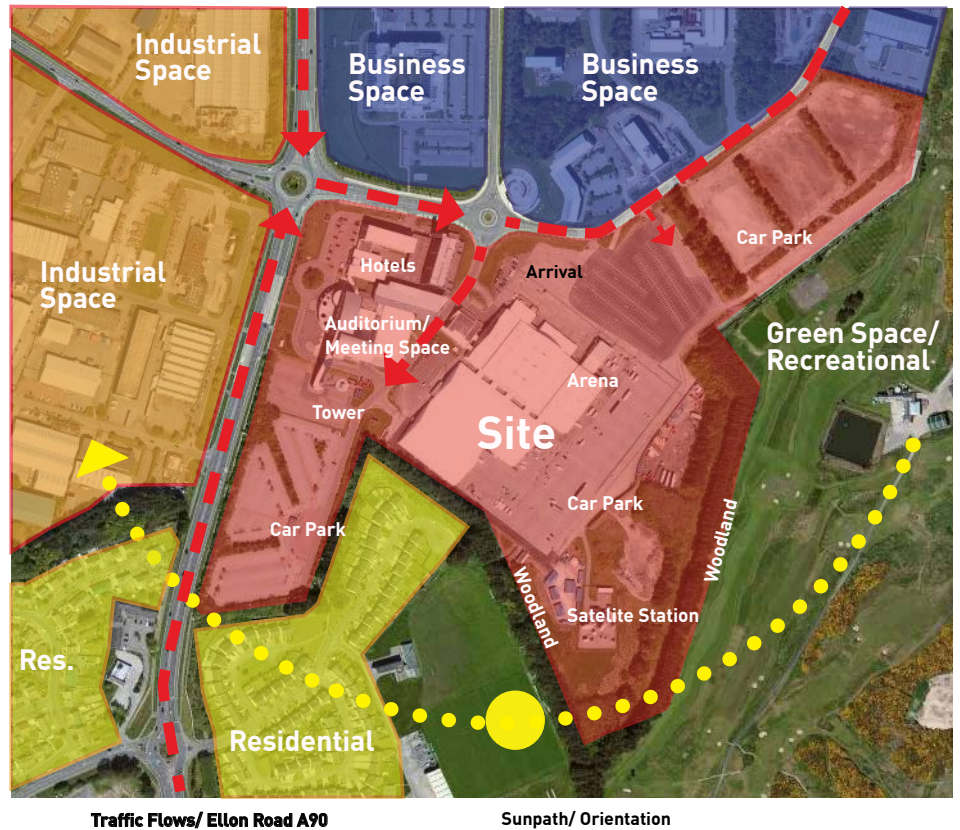 Industrial
Space
Business
Space
Business
Space
Car Park
Hotels
Arrival
Industrial
Space
Auditorium/
Meeting Space
Green Space/
Recreational
Arena
Tower
Site
Car Park
Car Park
Woodland
Woodland
Satelite Station
Res.
Residential
Traffic Flows/ Ellon Road A90
Sunpath/ Orientation